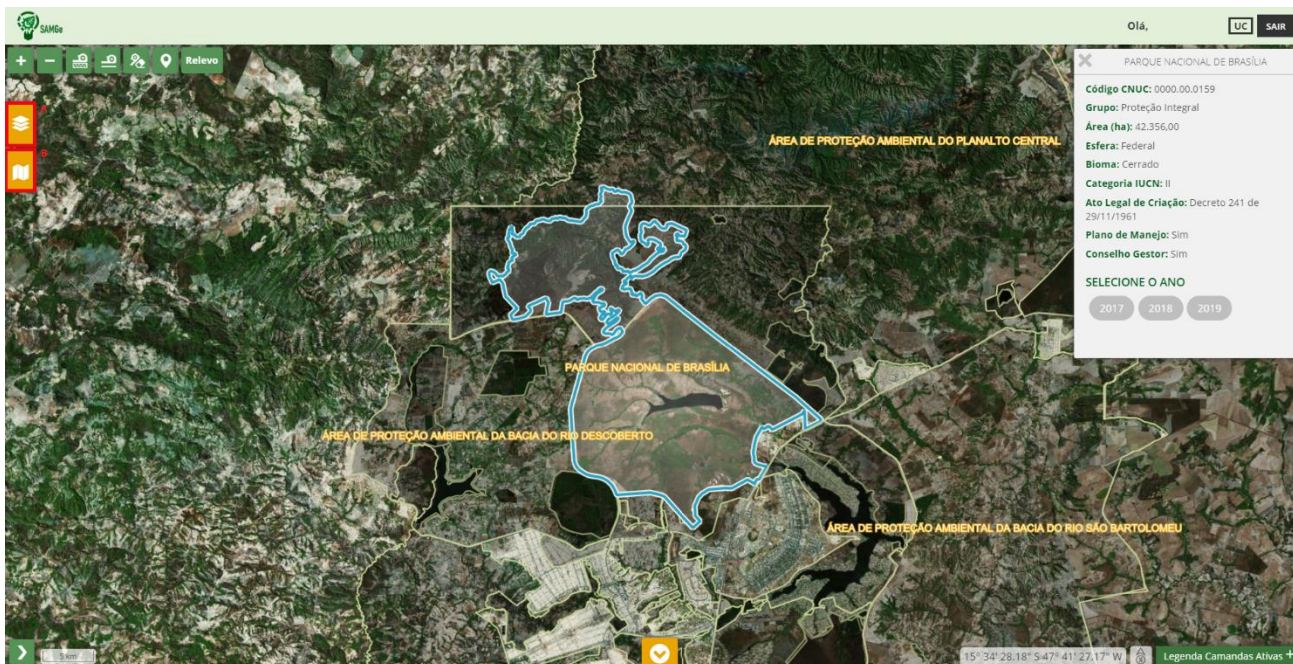 SAMGe
Olá,
UC
SAIR
+
−
Relevo
A
B
PARQUE NACIONAL DE BRASÍLIA
Código CNUC: 0000.00.0159
Grupo: Proteção Integral
Área (ha): 42.356,00
Esfera: Federal
Bioma: Cerrado
Categoria IUCN: II
Ato Legal de Criação: Decreto 241 de
29/11/1961
Plano de Manejo: Sim
Conselho Gestor: Sim
SELECIONE O ANO
2017 2018 2019
ÁREA DE PROTEÇÃO AMBIENTAL DO PLANALTO CENTRAL
PARQUE NACIONAL DE BRASÍLIA
ÁREA DE PROTEÇÃO AMBIENTAL DA BACIA DO RIO DESCOBERTO
ÁREA DE PROTEÇÃO AMBIENTAL DA BACIA DO RIO SÃO BARTOLOMEU
5 km
15° 34' 28.18" S 47° 41' 27.17" W
Legenda Camandas Ativas +